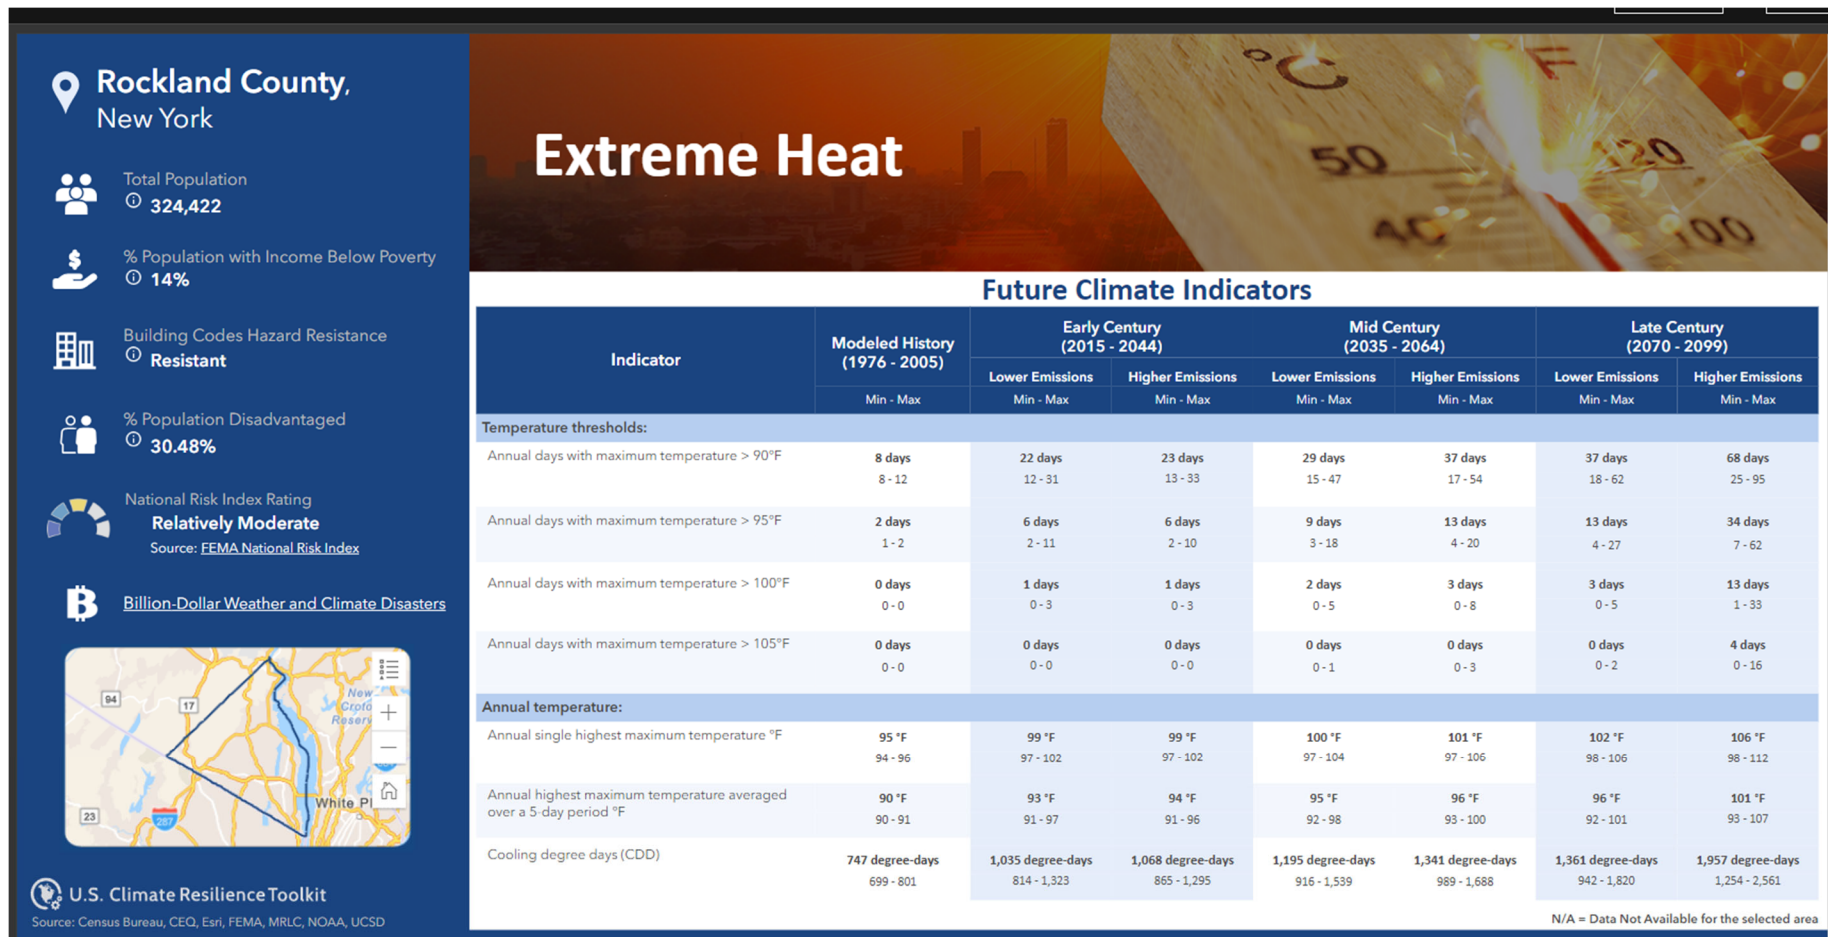 Rockland County,
New York
Total Population
324,422
% Population with Income Below Poverty
14%
Building Codes Hazard Resistance
Resistant
% Population Disadvantaged
30.48%
National Risk Index Rating
Relatively Moderate
Source: FEMA National Risk Index
Billion-Dollar Weather and Climate Disasters
94
17
New
Croto
Reserv
White Pl
23
287
U.S. Climate Resilience Toolkit
Source: Census Bureau, CEQ, Esri, FEMA, MRLC, NOAA, UCSD
Extreme Heat
°C F
50 120
40 100
Future Climate Indicators
Indicator
Modeled History
(1976 - 2005)
Min - Max
Early Century
(2015 - 2044)
Mid Century
(2035 - 2064)
Late Century
(2070 - 2099)
Lower Emissions Higher Emissions Lower Emissions Higher Emissions Lower Emissions Higher Emissions
Min - Max Min - Max Min - Max Min - Max Min - Max Min - Max
Temperature thresholds:
Annual days with maximum temperature > 90°F
8 days 22 days 23 days 29 days 37 days 37 days 68 days
8 - 12 12 - 31 13 - 33 15 - 47 17 - 54 18 - 62 25 - 95
Annual days with maximum temperature > 95°F
2 days 6 days 6 days 9 days 13 days 13 days 34 days
1 - 2 2 - 11 2 - 10 3 - 18 4 - 20 4 - 27 7 - 62
Annual days with maximum temperature > 100°F
0 days 1 days 1 days 2 days 3 days 3 days 13 days
0 - 0 0 - 3 0 - 3 0 - 5 0 - 8 0 - 5 1 - 33
Annual days with maximum temperature > 105°F
0 days 0 days 0 days 0 days 0 days 0 days 4 days
0 - 0 0 - 0 0 - 0 0 - 1 0 - 3 0 - 2 0 - 16
Annual temperature:
Annual single highest maximum temperature °F
95 °F 99 °F 99 °F 100 °F 101 °F 102 °F 106 °F
94 - 96 97 - 102 97 - 102 97 - 104 97 - 106 98 - 106 98 - 112
Annual highest maximum temperature averaged
over a 5-day period °F
90 °F 93 °F 94 °F 95 °F 96 °F 96 °F 101 °F
90 - 91 91 - 97 91 - 96 92 - 98 93 - 100 92 - 101 93 - 107
Cooling degree days (CDD)
747 degree-days 1,035 degree-days 1,068 degree-days 1,195 degree-days 1,341 degree-days 1,361 degree-days 1,957 degree-days
699 - 801 814 - 1,323 865 - 1,295 916 - 1,539 989 - 1,688 942 - 1,820 1,254 - 2,561
N/A = Data Not Available for the selected area